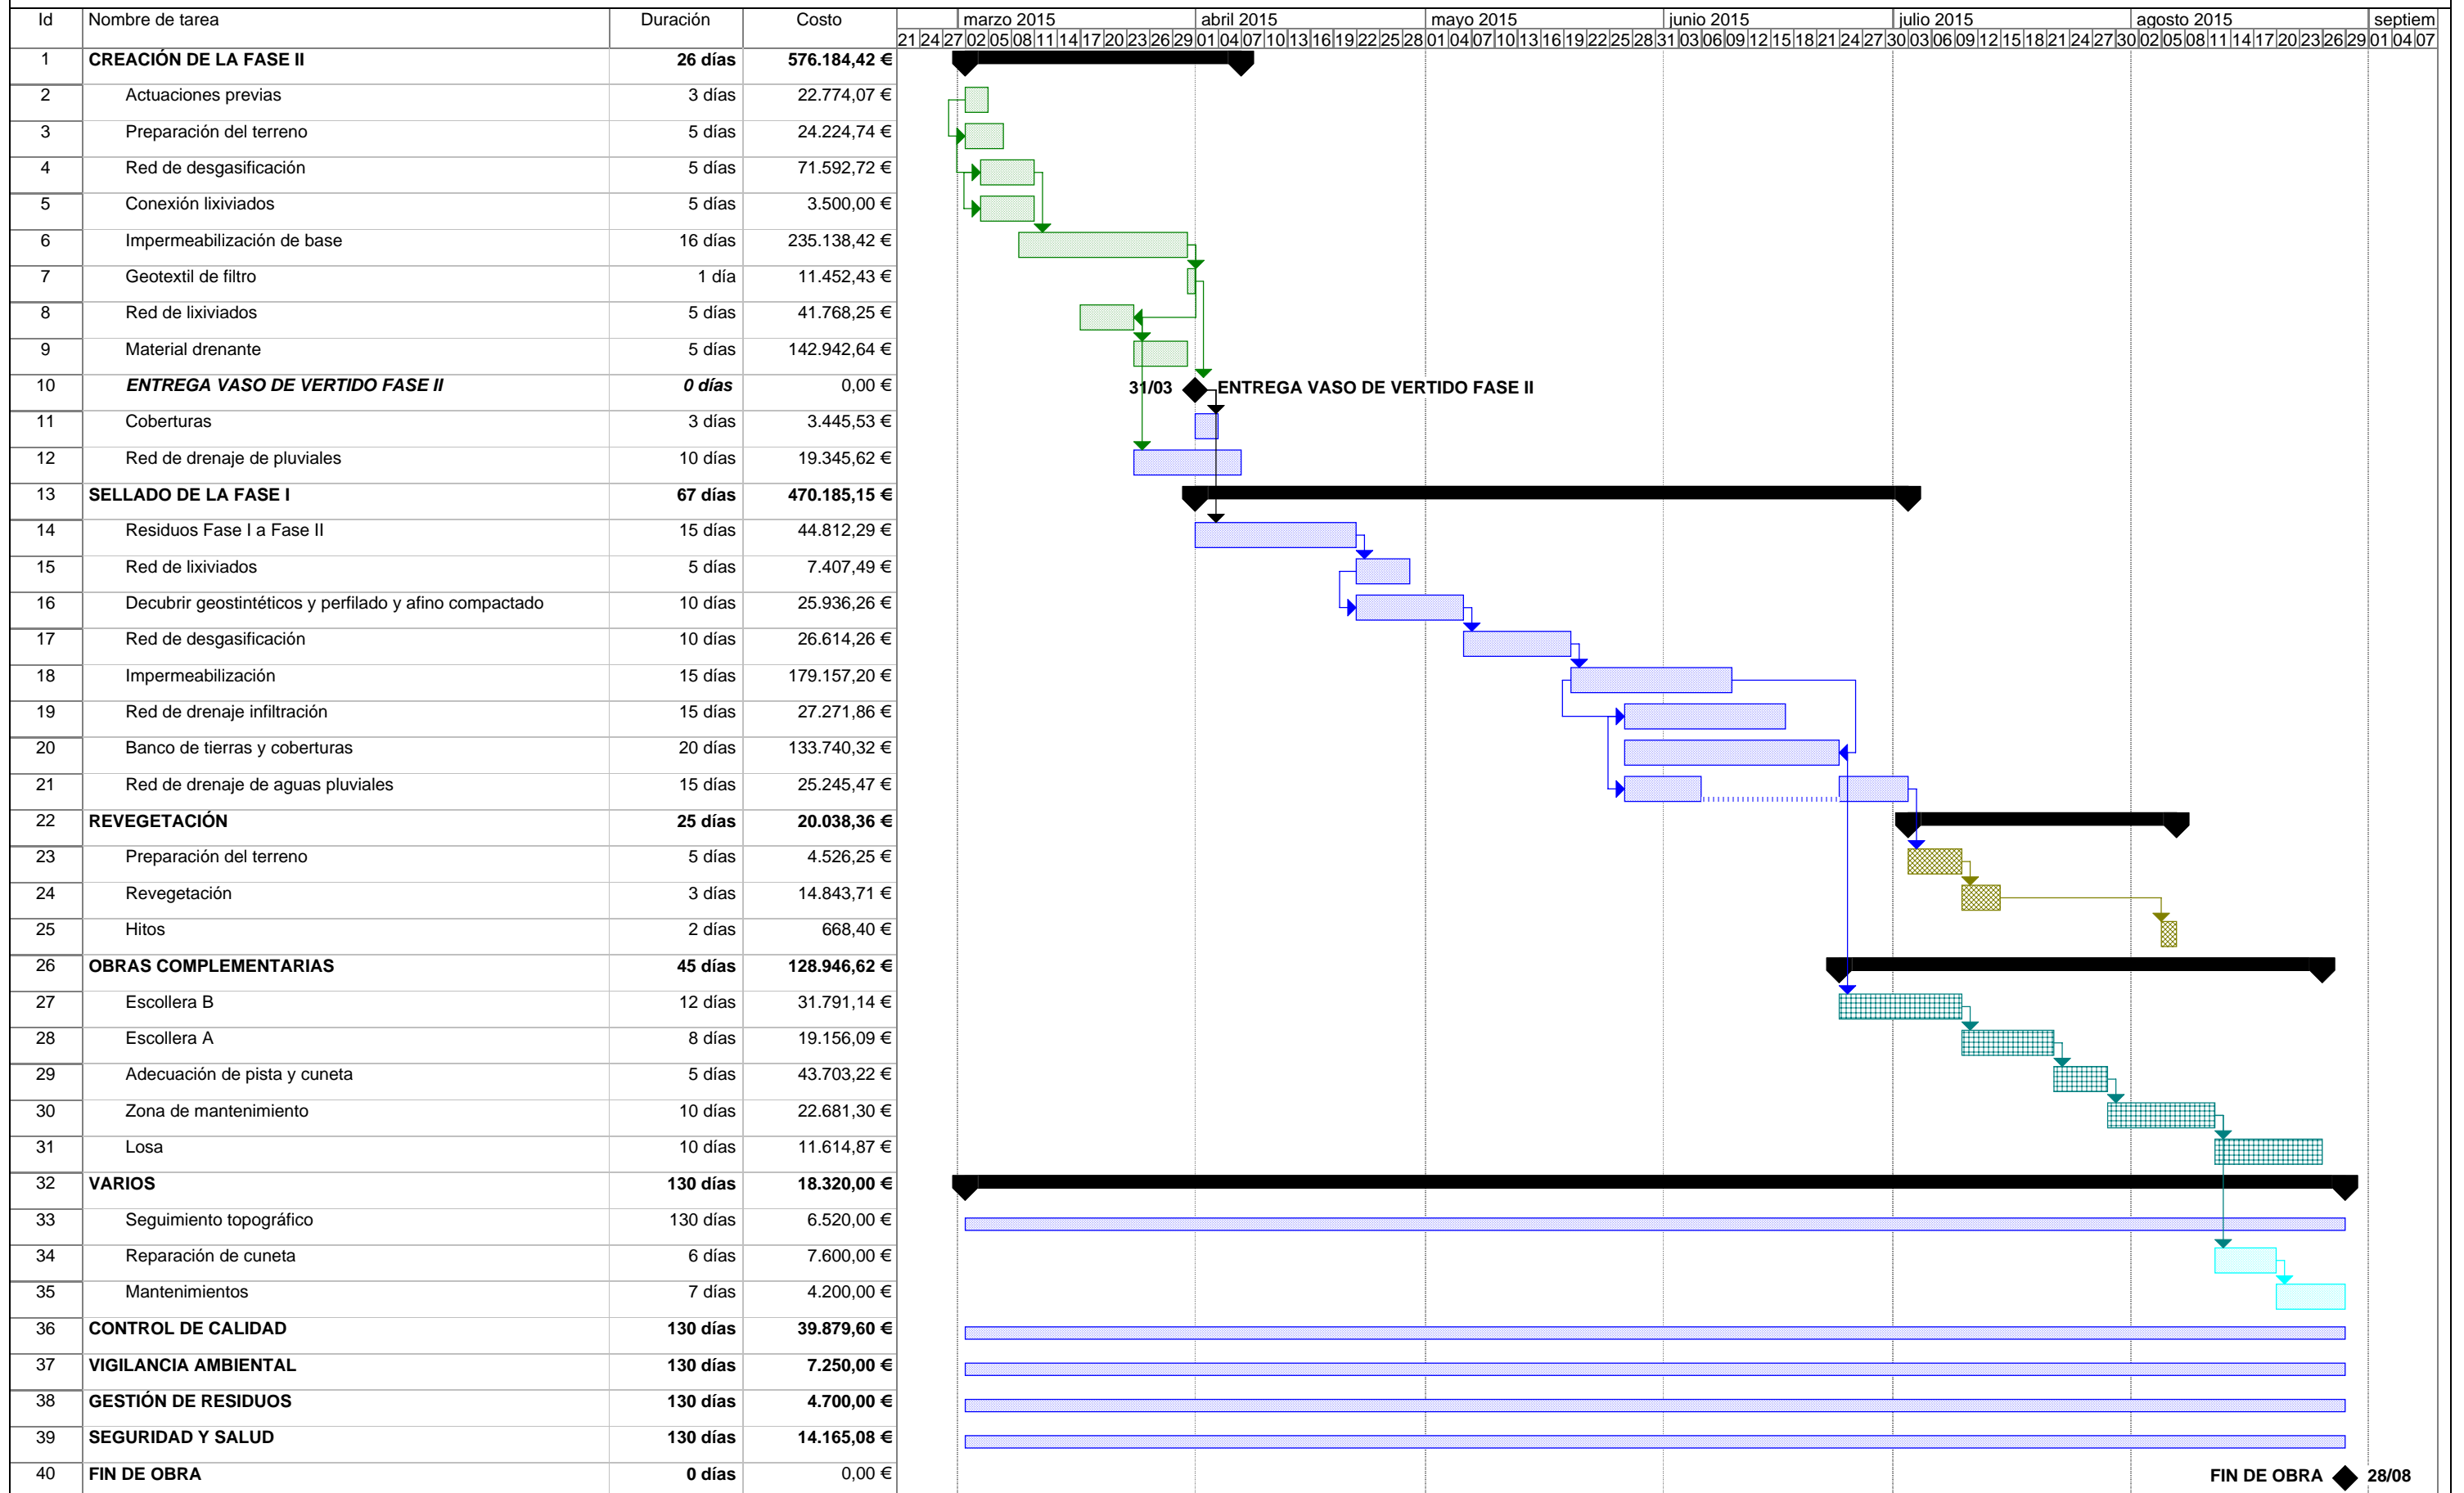 Id Nombre de tarea Duración Costo marzo 2015 abril 2015 mayo 2015 junio 2015 julio 2015 agosto 2015 septiem
21 24 27 02 05 08 11 14 17 20 23 26 29 01 04 07 10 13 16 19 22 25 28 01 04 07 10 13 16 19 22 25 28 31 03 06 09 12 15 18 21 24 27 30 03 06 09 12 15 18 21 24 27 30 02 05 08 11 14 17 20 23 26 29 01 04 07
1 CREACIÓN DE LA FASE II 26 días 576.184,42 €
2 Actuaciones previas 3 días 22.774,07 €
3 Preparación del terreno 5 días 24.224,74 €
4 Red de desgasificación 5 días 71.592,72 €
5 Conexión lixiviados 5 días 3.500,00 €
6 Impermeabilización de base 16 días 235.138,42 €
7 Geotextil de filtro 1 día 11.452,43 €
8 Red de lixiviados 5 días 41.768,25 €
9 Material drenante 5 días 142.942,64 €
10 ENTREGA VASO DE VERTIDO FASE II 0 días 0,00 € 31/03 ENTREGA VASO DE VERTIDO FASE II
11 Coberturas 3 días 3.445,53 €
12 Red de drenaje de pluviales 10 días 19.345,62 €
13 SELLADO DE LA FASE I 67 días 470.185,15 €
14 Residuos Fase I a Fase II 15 días 44.812,29 €
15 Red de lixiviados 5 días 7.407,49 €
16 Decubrir geostintéticos y perfilado y afino compactado 10 días 25.936,26 €
17 Red de desgasificación 10 días 26.614,26 €
18 Impermeabilización 15 días 179.157,20 €
19 Red de drenaje infiltración 15 días 27.271,86 €
20 Banco de tierras y coberturas 20 días 133.740,32 €
21 Red de drenaje de aguas pluviales 15 días 25.245,47 €
22 REVEGETACIÓN 25 días 20.038,36 €
23 Preparación del terreno 5 días 4.526,25 €
24 Revegetación 3 días 14.843,71 €
25 Hitos 2 días 668,40 €
26 OBRAS COMPLEMENTARIAS 45 días 128.946,62 €
27 Escollera B 12 días 31.791,14 €
28 Escollera A 8 días 19.156,09 €
29 Adecuación de pista y cuneta 5 días 43.703,22 €
30 Zona de mantenimiento 10 días 22.681,30 €
31 Losa 10 días 11.614,87 €
32 VARIOS 130 días 18.320,00 €
33 Seguimiento topográfico 130 días 6.520,00 €
34 Reparación de cuneta 6 días 7.600,00 €
35 Mantenimientos 7 días 4.200,00 €
36 CONTROL DE CALIDAD 130 días 39.879,60 €
37 VIGILANCIA AMBIENTAL 130 días 7.250,00 €
38 GESTIÓN DE RESIDUOS 130 días 4.700,00 €
39 SEGURIDAD Y SALUD 130 días 14.165,08 €
40 FIN DE OBRA 0 días 0,00 € FIN DE OBRA 28/08